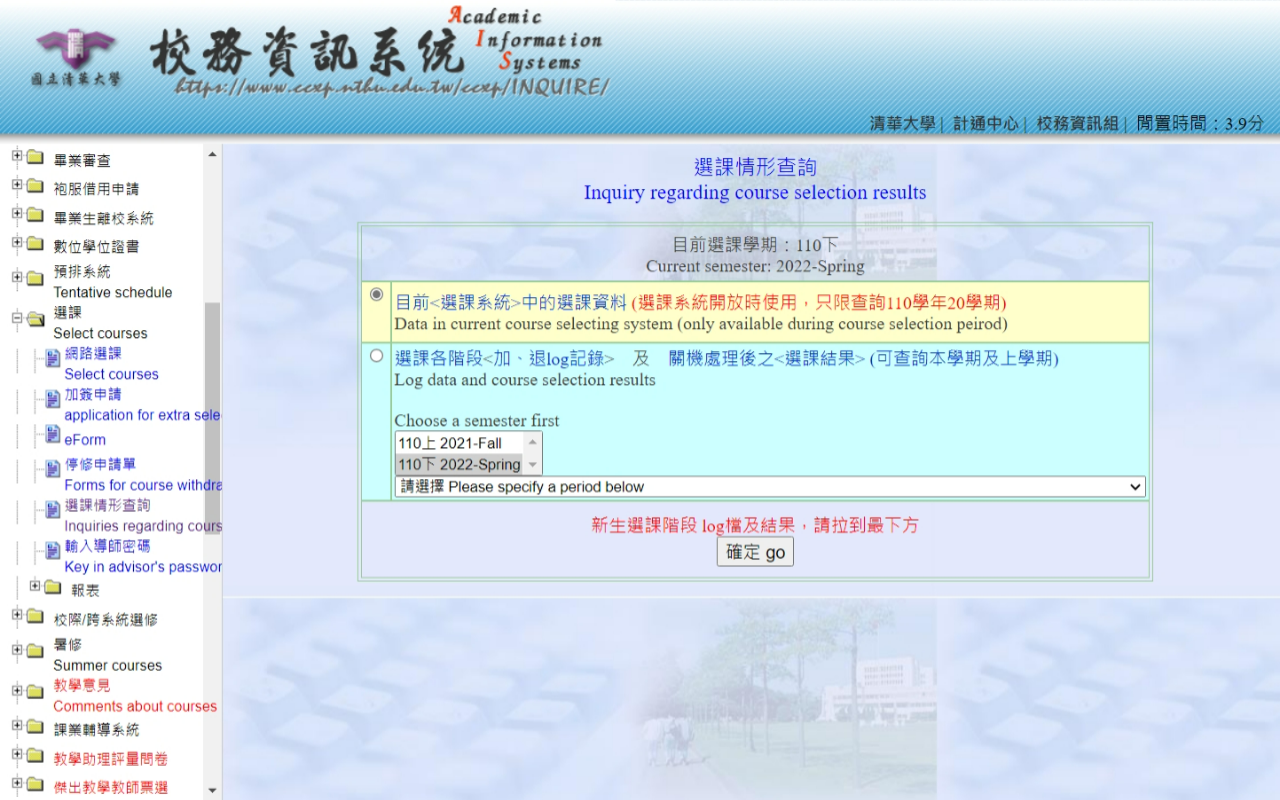 國立清華大學
校務資訊系統
Academic
Information
Systems
https://www.ccxp.nthu.edu.tw/ccxp/INQUIRE/
清華大學| 計通中心| 校務資訊組| 閒置時間：3.9分
畢業審查
袍服借用申請
畢業生離校系統
數位學位證書
預排系統
Tentative schedule
選課
Select courses
網路選課
Select courses
加簽申請
application for extra sele
eForm
停修申請單
Forms for course withdra
選課情形查詢
Inquiries regarding cours
輸入導師密碼
Key in advisor's passwor
報表
校際/跨系統選修
暑修
Summer courses
教學意見
Comments about courses
課業輔導系統
教學助理評量問卷
傑出教學教師票選
選課情形查詢
Inquiry regarding course selection results
目前選課學期：110下
Current semester: 2022-Spring
目前<選課系統>中的選課資料 (選課系統開放時使用，只限查詢110學年20學期)
Data in current course selecting system (only available during course selection peirod)
選課各階段<加、退log記錄> 及 關機處理後之<選課結果> (可查詢本學期及上學期)
Log data and course selection results
Choose a semester first
110上 2021-Fall
110下 2022-Spring
請選擇 Please specify a period below
新生選課階段 log檔及結果，請拉到最下方
確定 go